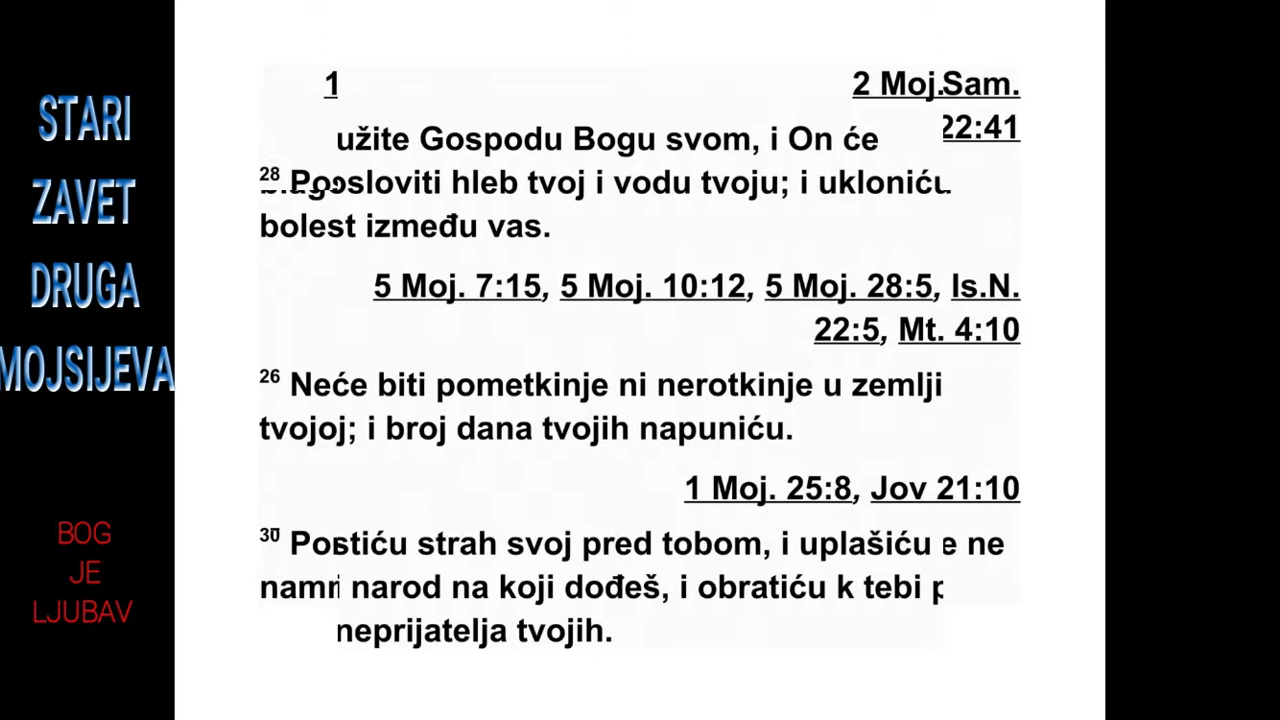 STARI
ZAVET
DRUGA
MOJSIJEVA
BOG
JE
LJUBAV
1 2 Moj.Sam.
22:41
užite Gospodu Bogu svom, i On će
28 hleb tvoj i vodu tvoju; i ukloniću
bolest između vas.
5 Moj. 7:15, 5 Moj. 10:12, 5 Moj. 28:5, Is.N.
22:5, Mt. 4:10
26 Neće biti pometkinje ni nerotkinje u zemlji
tvojoj; i broj dana tvojih napuniću.
1 Moj. 25:8, Jov 21:10
strah svoj pred tobom, i uplašiću ne
narod na koji dođeš, i obratiću k tebi
neprijatelja tvojih.